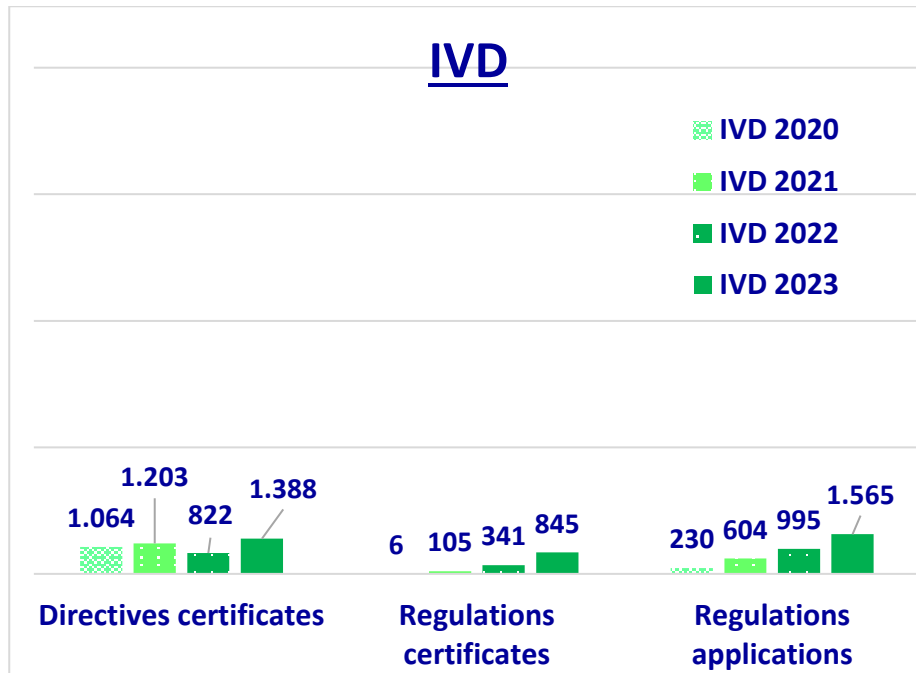 IVD
IVD 2020
IVD 2021
IVD 2022
IVD 2023
1.064
1.203
822
1.388
6
105
341
845
230
604
995
1.565
Directives certificates
Regulations
certificates
Regulations
applications